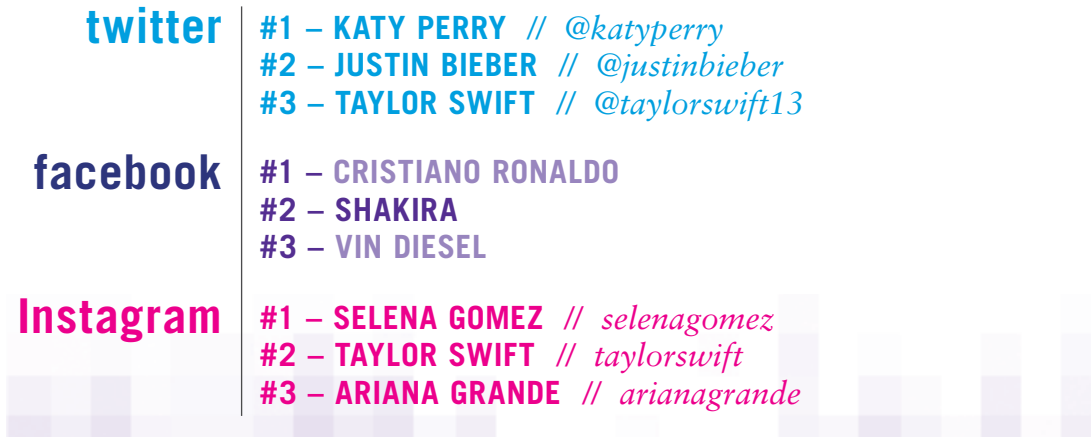 twitter
#1 – KATY PERRY // @katyperry
#2 – JUSTIN BIEBER // @justinbieber
#3 – TAYLOR SWIFT // @taylorswift13
facebook
#1 – CRISTIANO RONALDO
#2 – SHAKIRA
#3 – VIN DIESEL
Instagram
#1 – SELENA GOMEZ // selenagomez
#2 – TAYLOR SWIFT // taylorswift
#3 – ARIANA GRANDE // arianagrande